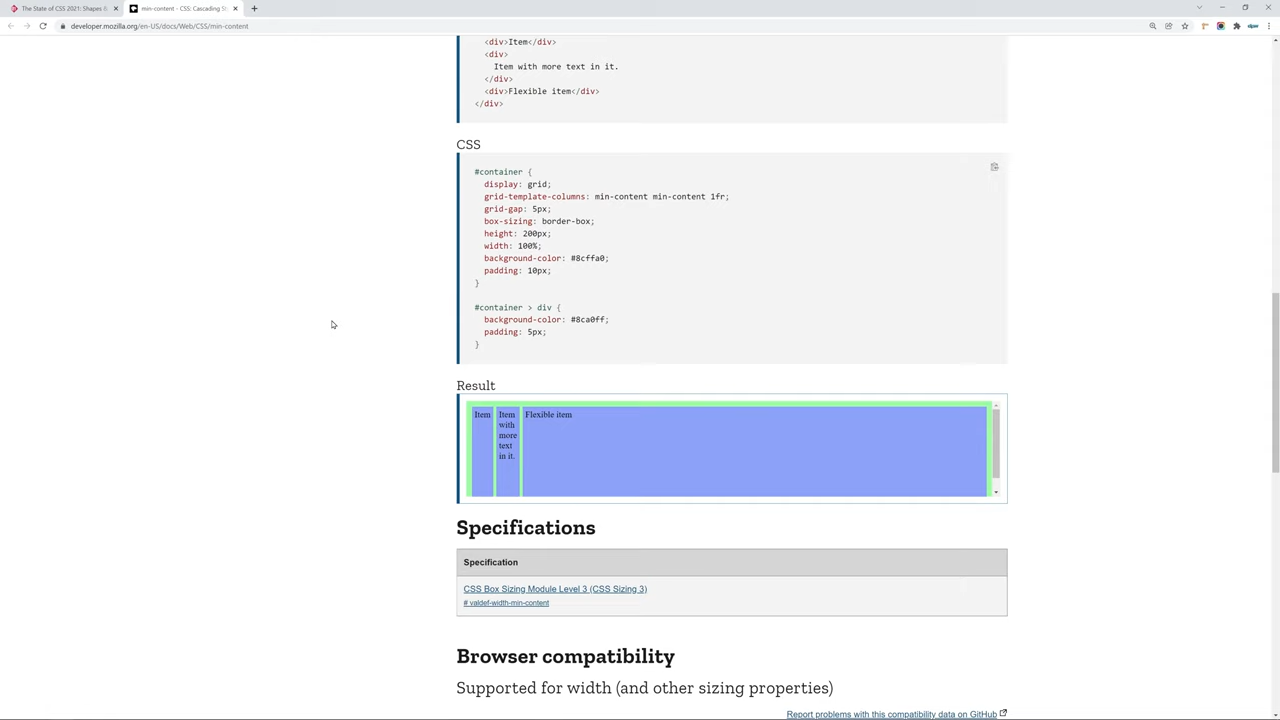 The State of CSS 2021: Shapes &
min-content - CSS: Cascading St
developer.mozilla.org/en-US/docs/Web/CSS/min-content
<div>Item</div>
<div>
Item with more text in it.
</div>
<div>Flexible item</div>
</div>
CSS
#container {
display: grid;
grid-template-columns: min-content min-content 1fr;
grid-gap: 5px;
box-sizing: border-box;
height: 200px;
width: 100%;
background-color: #8cffa0;
padding: 10px;
}
#container > div {
background-color: #8ca0ff;
padding: 5px;
}
Result
Item
Item
with
more
text
in it.
Flexible item
Specifications
Specification
CSS Box Sizing Module Level 3 (CSS Sizing 3)
# valdef-width-min-content
Browser compatibility
Supported for width (and other sizing properties)
Report problems with this compatibility data on GitHub